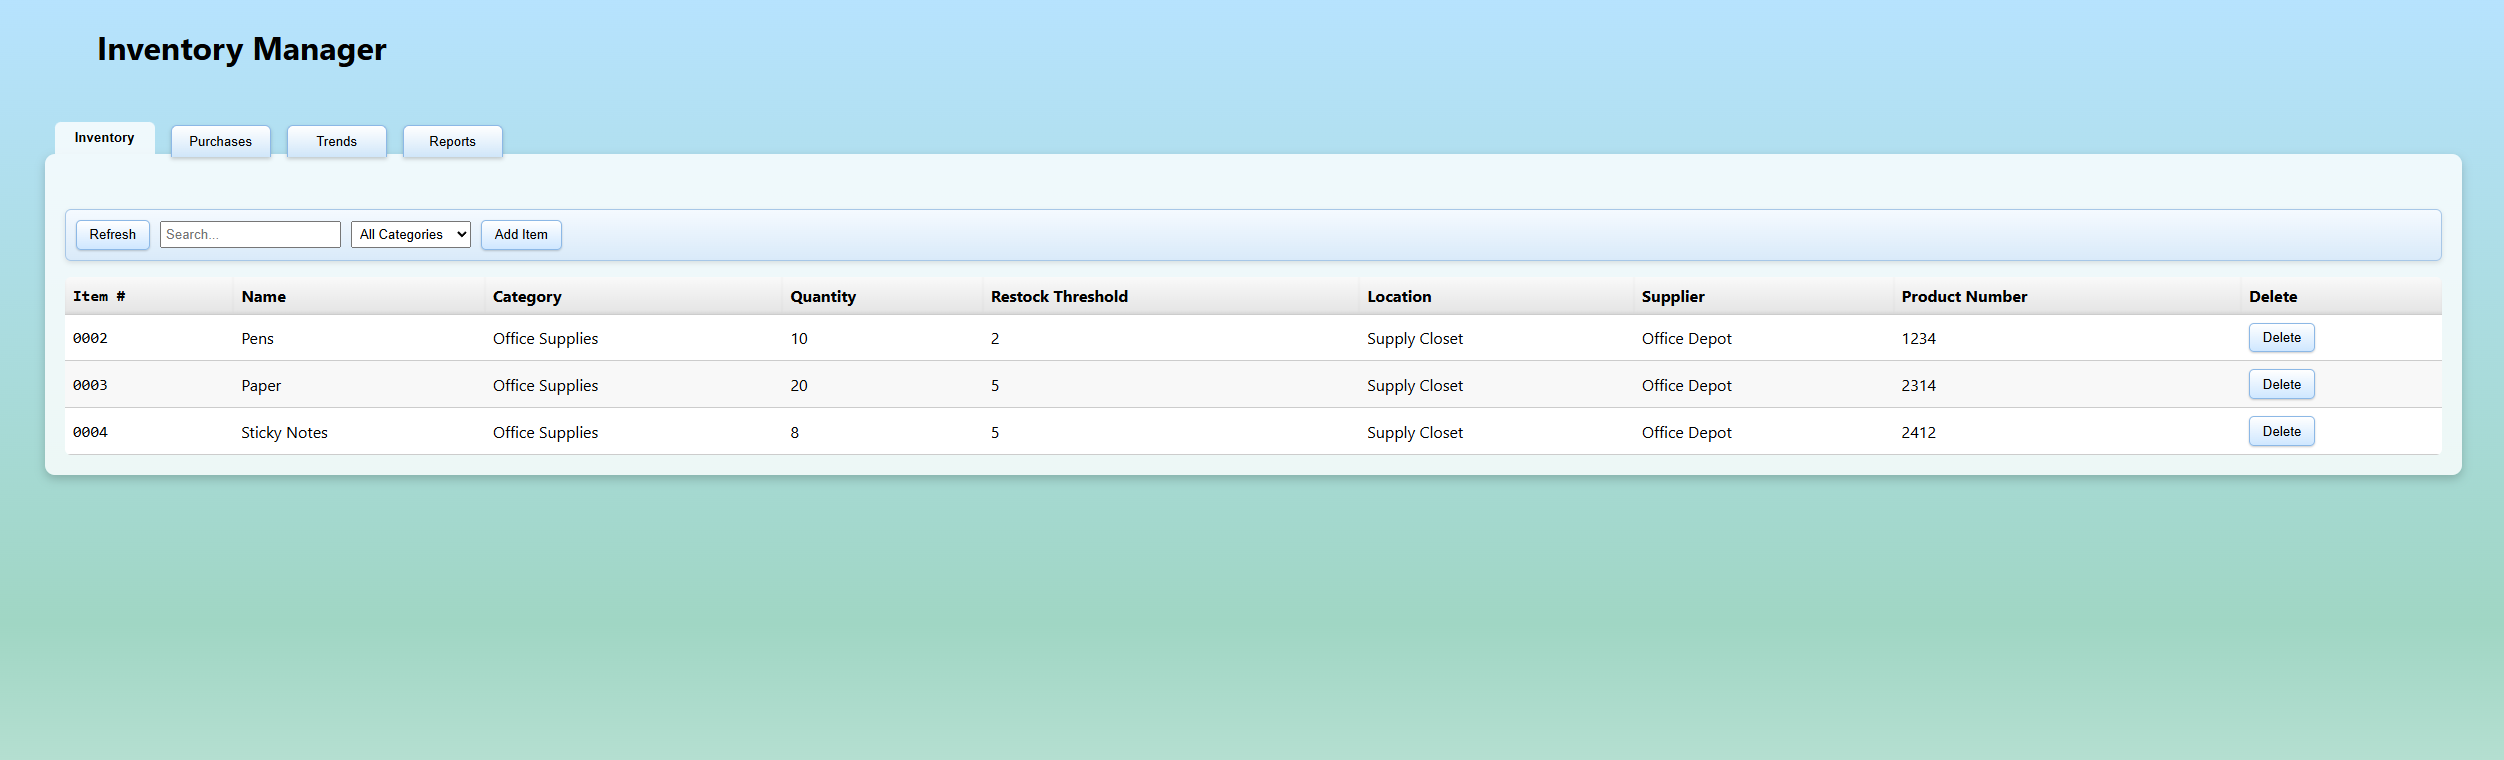 Inventory Manager
Inventory Purchases Trends Reports
Refresh Search... All Categories Add Item
Item # Name Category Quantity Restock Threshold Location Supplier Product Number Delete
0002 Pens Office Supplies 10 2 Supply Closet Office Depot 1234 Delete
0003 Paper Office Supplies 20 5 Supply Closet Office Depot 2314 Delete
0004 Sticky Notes Office Supplies 8 5 Supply Closet Office Depot 2412 Delete